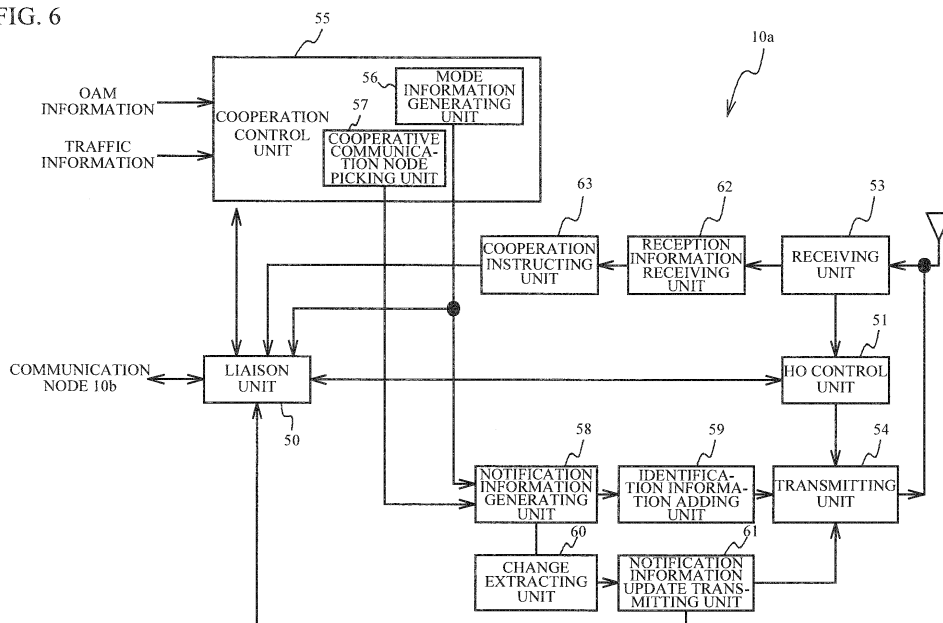 FIG. 6
55
10a
OAM
INFORMATION
TRAFFIC
INFORMATION
COOPERATION
CONTROL
UNIT
56
MODE
INFORMATION
GENERATING
UNIT
57
COOPERATIVE
COMMUNICA-
TION NODE
PICKING UNIT
63
COOPERATION
INSTRUCTING
UNIT
62
RECEPTION
INFORMATION
RECEIVING
UNIT
53
RECEIVING
UNIT
51
HO CONTROL
UNIT
COMMUNICATION
NODE 10b
LIAISON
UNIT
50
58
NOTIFICATION
INFORMATION
GENERATING
UNIT
59
IDENTIFICA-
TION INFORMA-
TION ADDING
UNIT
54
TRANSMITTING
UNIT
60
CHANGE
EXTRACTING
UNIT
61
NOTIFICATION
INFORMATION
UPDATE TRANS-
MITTING UNIT